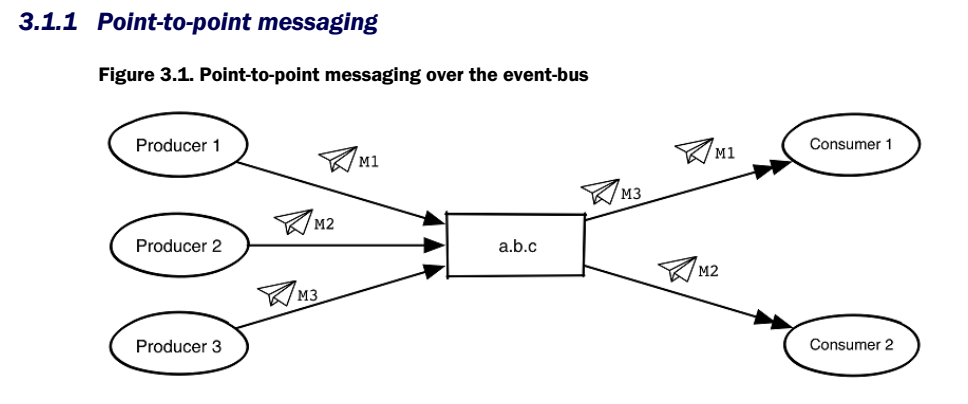 3.1.1 Point-to-point messaging
Figure 3.1. Point-to-point messaging over the event-bus
Producer 1
M1
M1
Consumer 1
M3
Producer 2
M2
a.b.c
M2
M3
Producer 3
Consumer 2